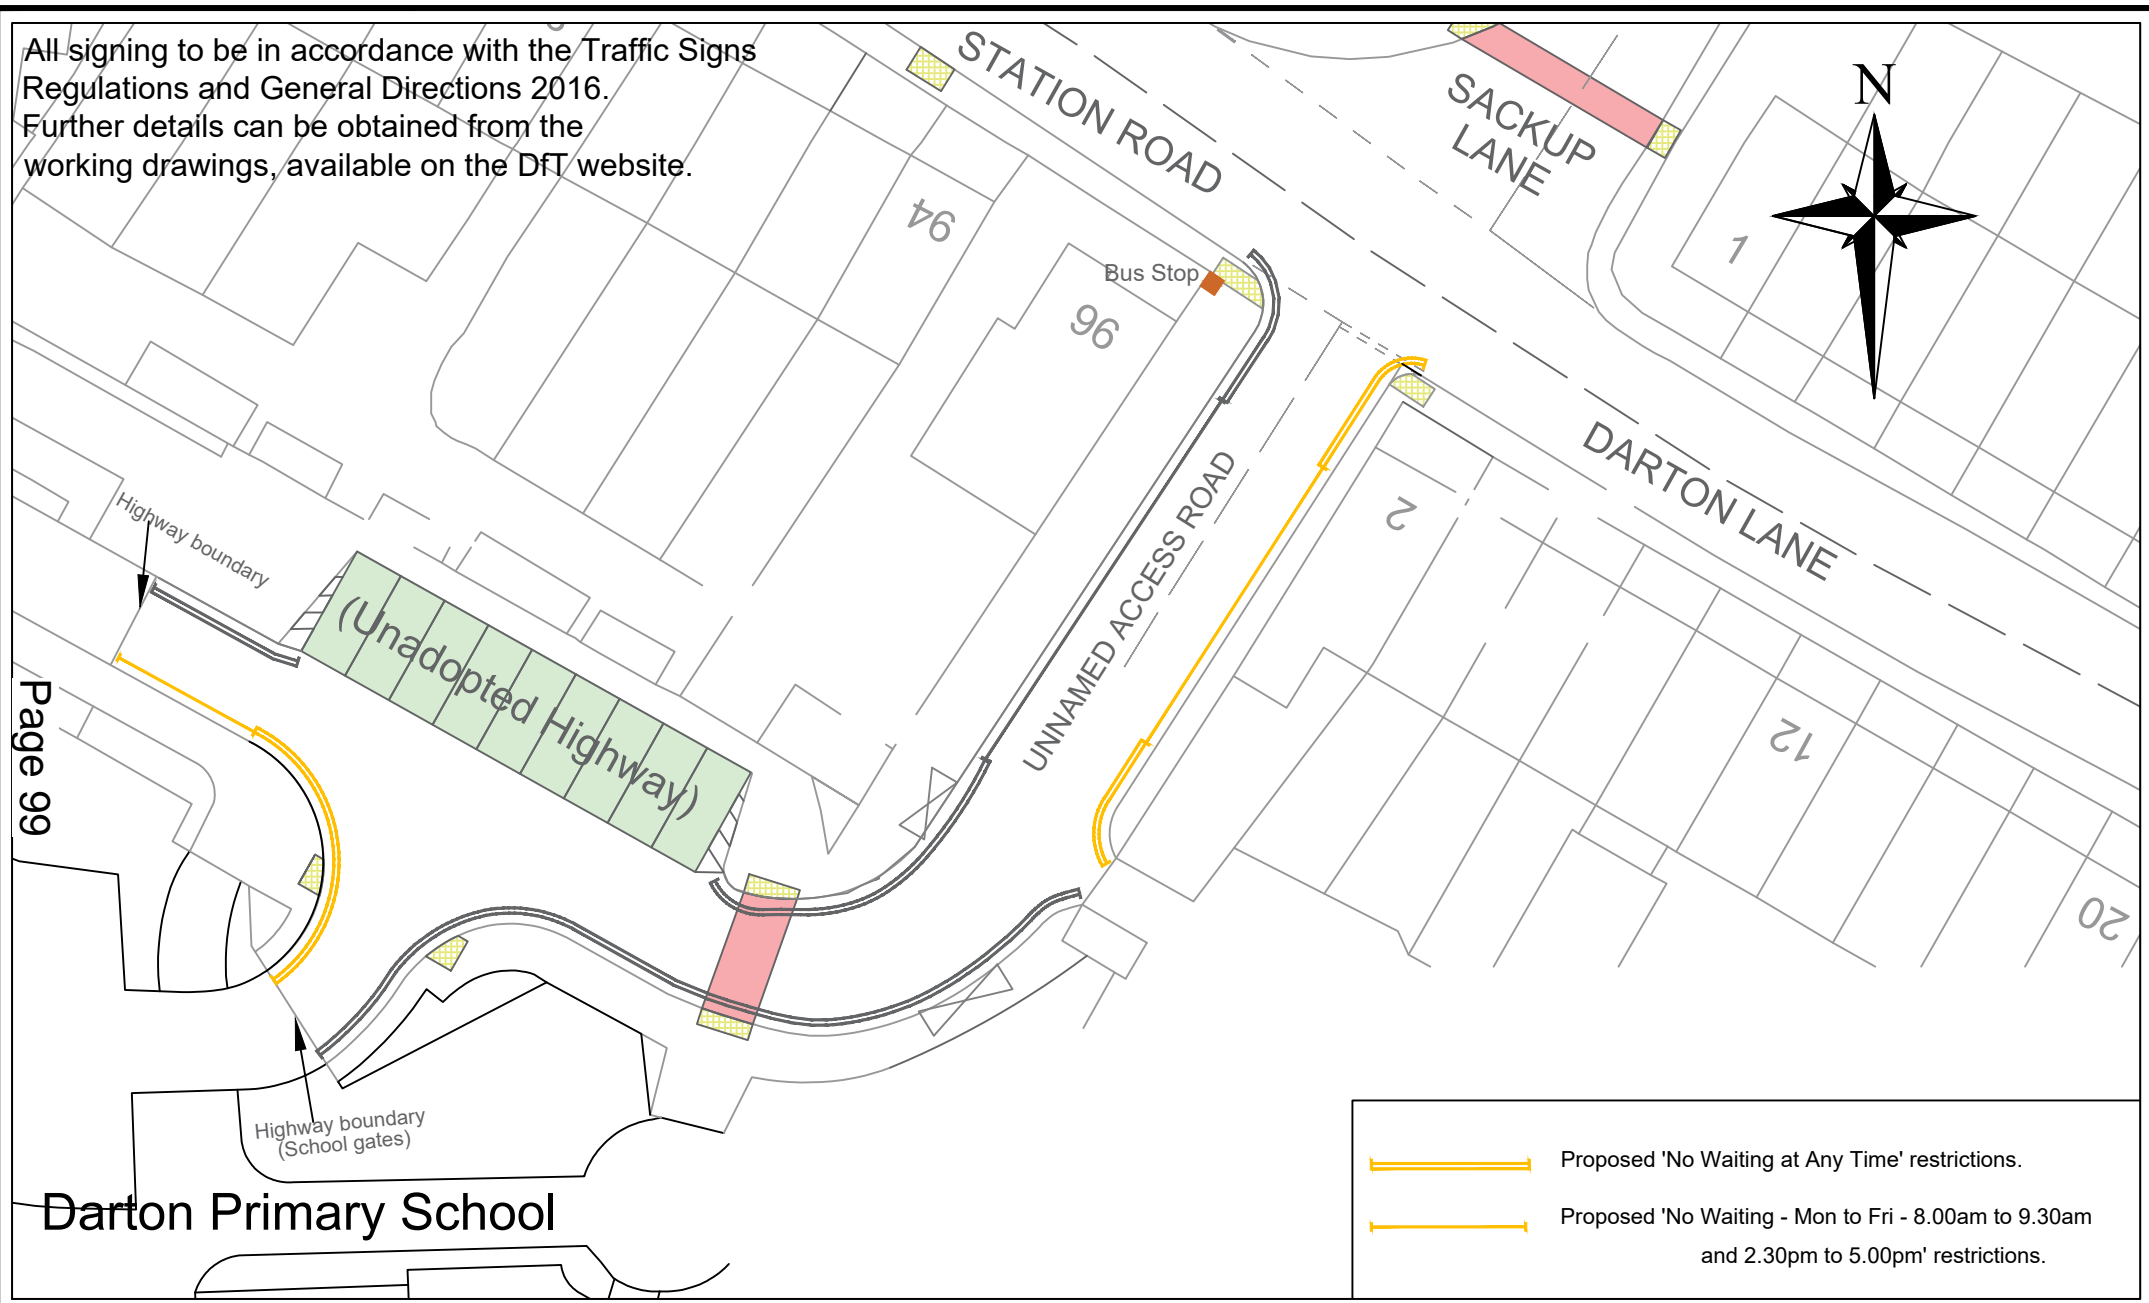 All signing to be in accordance with the Traffic Signs
Regulations and General Directions 2016.
Further details can be obtained from the
working drawings, available on the DfT website.
STATION ROAD
SACKUP
LANE
N
94
1
Bus Stop
96
DARTON LANE
2
UNNAMED ACCESS ROAD
Highway boundary
(Unadopted Highway)
Page 99
12
20
Highway boundary
(School gates)
Darton Primary School
Proposed 'No Waiting at Any Time' restrictions.
Proposed 'No Waiting - Mon to Fri - 8.00am to 9.30am
and 2.30pm to 5.00pm' restrictions.